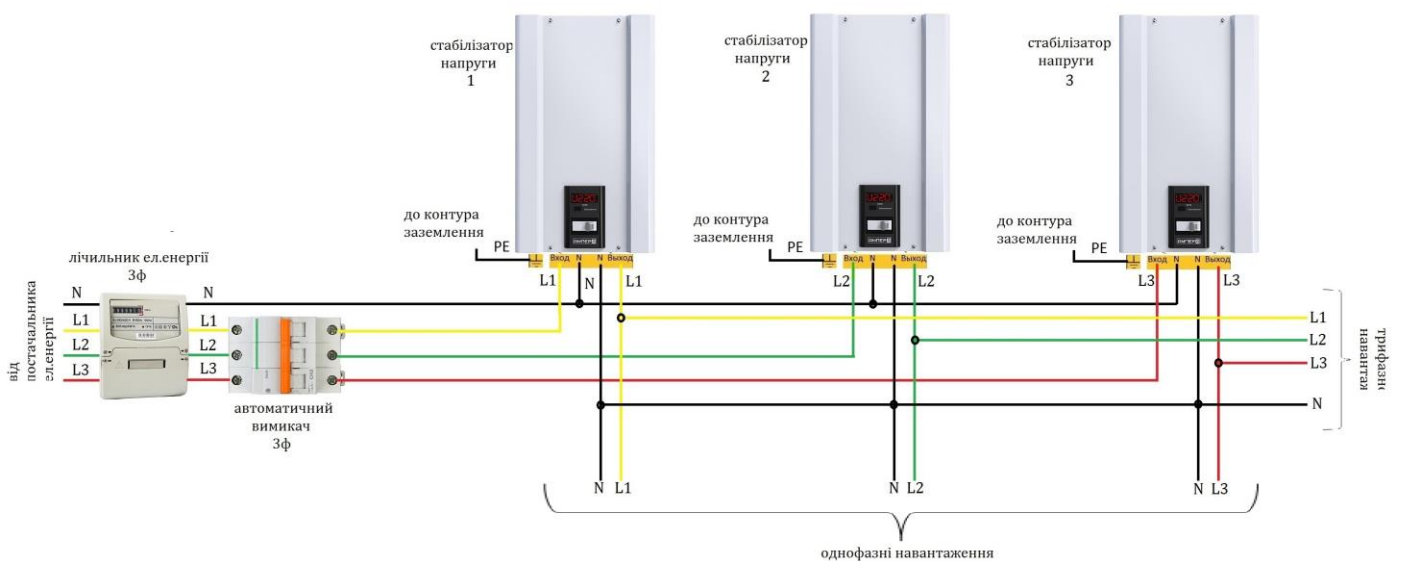 стабілізатор
напруги
1
стабілізатор
напруги
2
стабілізатор
напруги
3
до контура
заземлення
PE
до контура
заземлення
PE
до контура
заземлення
PE
Вход N N Выход
Вход N N Выход
Вход N N Выход
L1 N L1
L2 L2
L3 L3
лічильник ел.енергії
3ф
від
постачальника
ел.енергії
N
L1
L2
L3
N
L1
L2
L3
автоматичний
вимикач
3ф
L1
L2
L3
N
трифазні
навантаж
N L1
N L2
N L3
однофазні навантаження